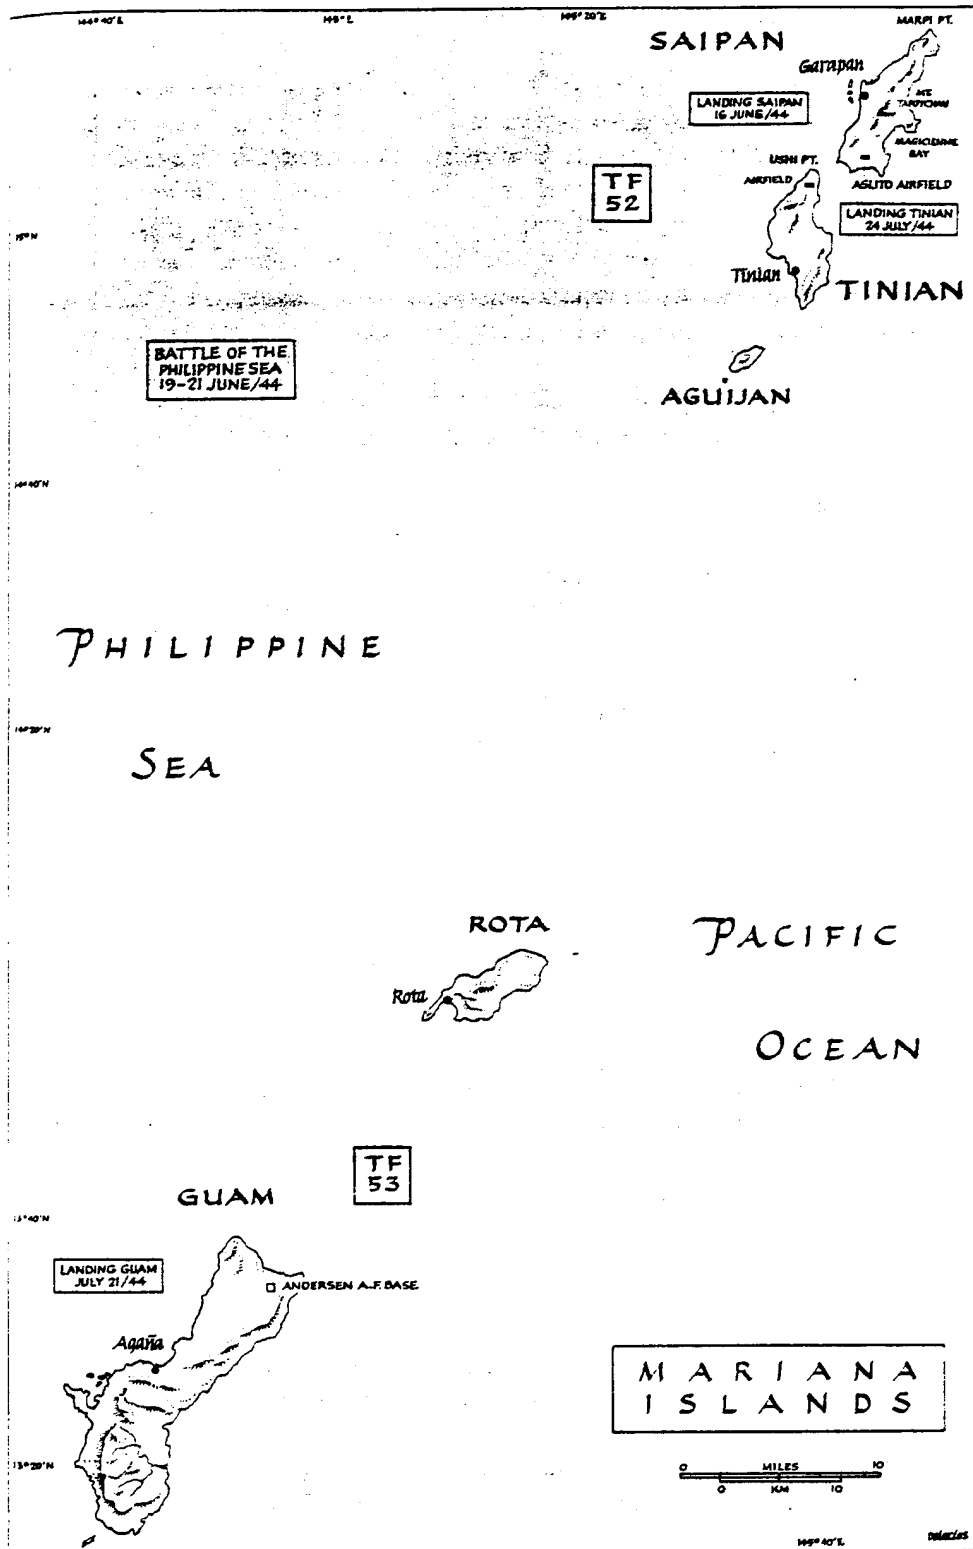 144°40'E
145°E
145°20'E
MARPI PT.
SAIPAN
Garapan
LANDING SAIPAN
16 JUNE/44
MT.
MAGICIENNE
BAY
USHI PT.
AIRFIELD
ASLITO AIRFIELD
TF
52
LANDING TINIAN
24 JULY/44
15°N
Tinian
TINIAN
BATTLE OF THE
PHILIPPINE SEA
19-21 JUNE/44
AGUIJAN
14°40'N
PHILIPPINE
14°20'N
SEA
ROTA
PACIFIC
Rota
OCEAN
TF
53
GUAM
13°40'N
LANDING GUAM
JULY 21/44
ANDERSEN A.F. BASE
Agaña
MARIANA
ISLANDS
13°20'N
0 MILES 10
0 KM 10
145°40'E